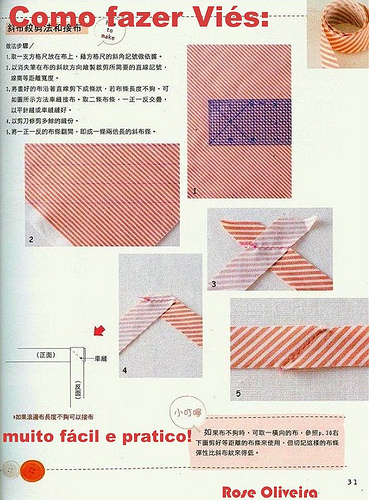 Como fazer Viés:
斜布紋剪法和接布
to make
做法步驟/
1. 取一支方格尺放在布上，藉方格尺的斜角記號做依據。
2. 以消失筆在布的斜紋方向繪製裁剪所需要的直線記號，
線間等距離寬度。
3. 將畫好的布沿著直線剪下成條狀，若布條長度不夠，可
如圖所示方法車縫接布。取二條布條，一正一反交疊，
以平針縫或車縫縫好。
4. 以剪刀修剪多餘的縫份。
5. 將一正一反的布條翻開，即成一條兩倍長的斜布條。
1
2
3
4
5
(正面)
車縫
(反面)
*如果滾邊布長度不夠可以接布
小叮嚀
muito fácil e pratico!
如果布不夠時，可取一橫向的布，參照p.30右
下圖剪好等距離的布條來使用，但切記這樣的布條
彈性比斜布紋來得低。
31
Rose Oliveira